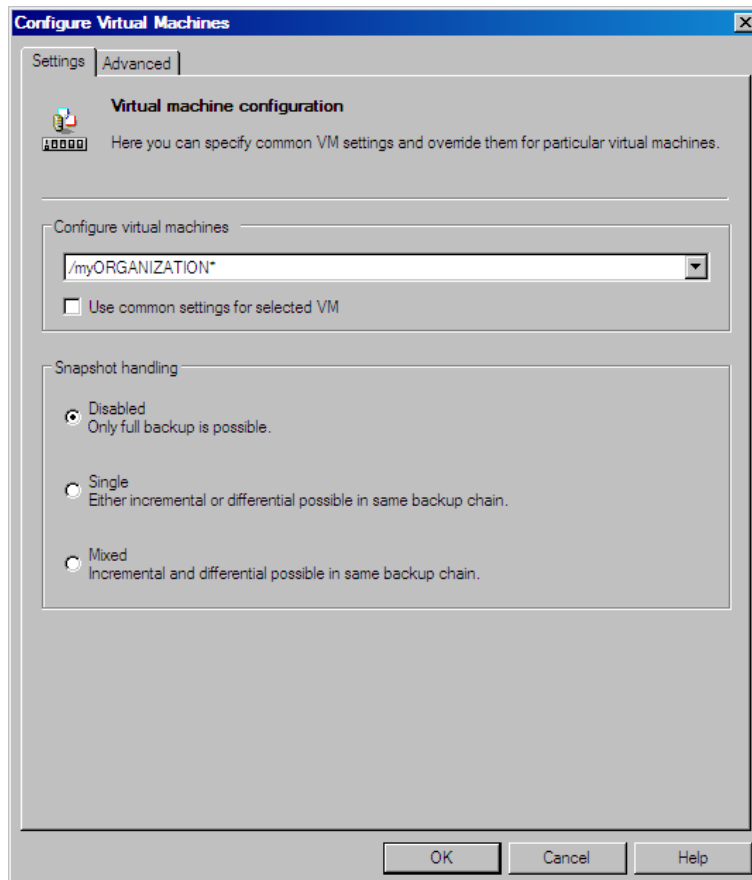 Configure Virtual Machines
Settings
Advanced
Virtual machine configuration
Here you can specify common VM settings and override them for particular virtual machines.
Configure virtual machines
/myORGANIZATION*
Use common settings for selected VM
Snapshot handling
Disabled
Only full backup is possible.
Single
Either incremental or differential possible in same backup chain.
Mixed
Incremental and differential possible in same backup chain.
OK
Cancel
Help